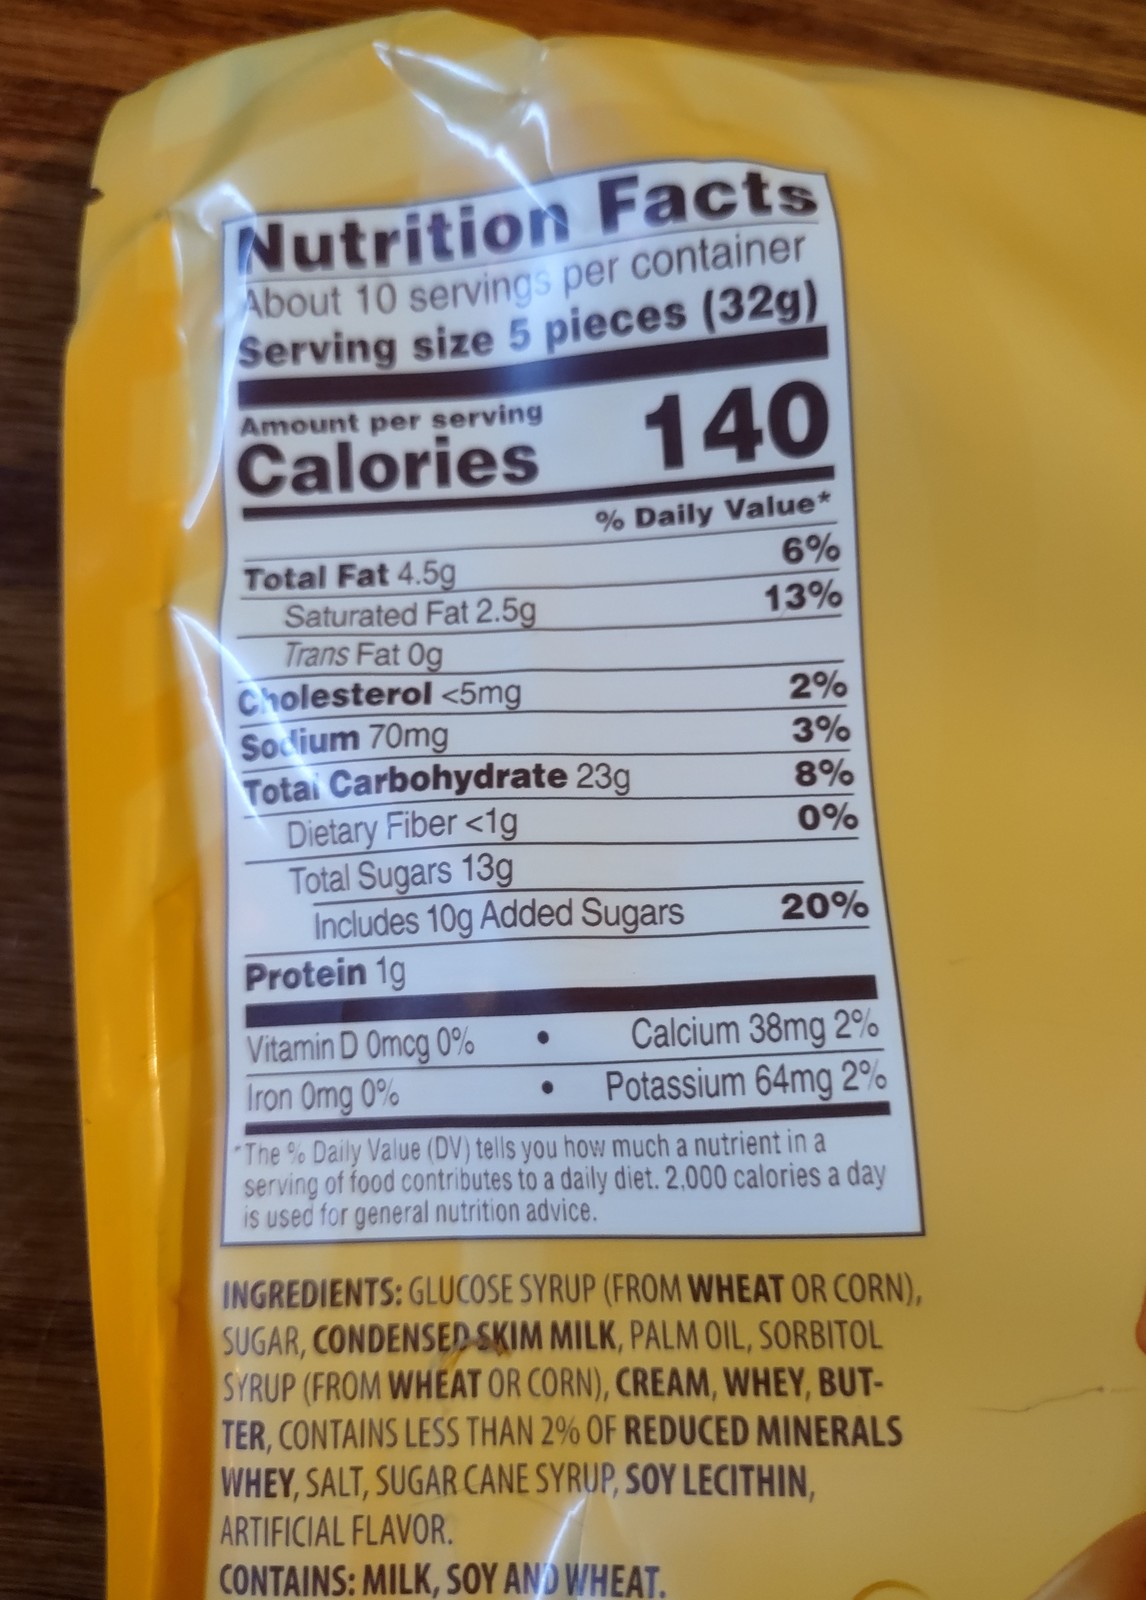 Nutrition Facts
About 10 servings per container
Serving size 5 pieces (32g)
Amount per serving
Calories 140
% Daily Value*
Total Fat 4.5g 6%
Saturated Fat 2.5g 13%
Trans Fat 0g
Cholesterol <5mg 2%
Sodium 70mg 3%
Total Carbohydrate 23g 8%
Dietary Fiber <1g 0%
Total Sugars 13g
Includes 10g Added Sugars 20%
Protein 1g
Vitamin D 0mcg 0% • Calcium 38mg 2%
Iron 0mg 0% • Potassium 64mg 2%
*The % Daily Value (DV) tells you how much a nutrient in a
serving of food contributes to a daily diet. 2,000 calories a day
is used for general nutrition advice.
INGREDIENTS: GLUCOSE SYRUP (FROM WHEAT OR CORN),
SUGAR, CONDENSED SKIM MILK, PALM OIL, SORBITOL
SYRUP (FROM WHEAT OR CORN), CREAM, WHEY, BUT-
TER, CONTAINS LESS THAN 2% OF REDUCED MINERALS
WHEY, SALT, SUGAR CANE SYRUP, SOY LECITHIN,
ARTIFICIAL FLAVOR.
CONTAINS: MILK, SOY AND WHEAT.